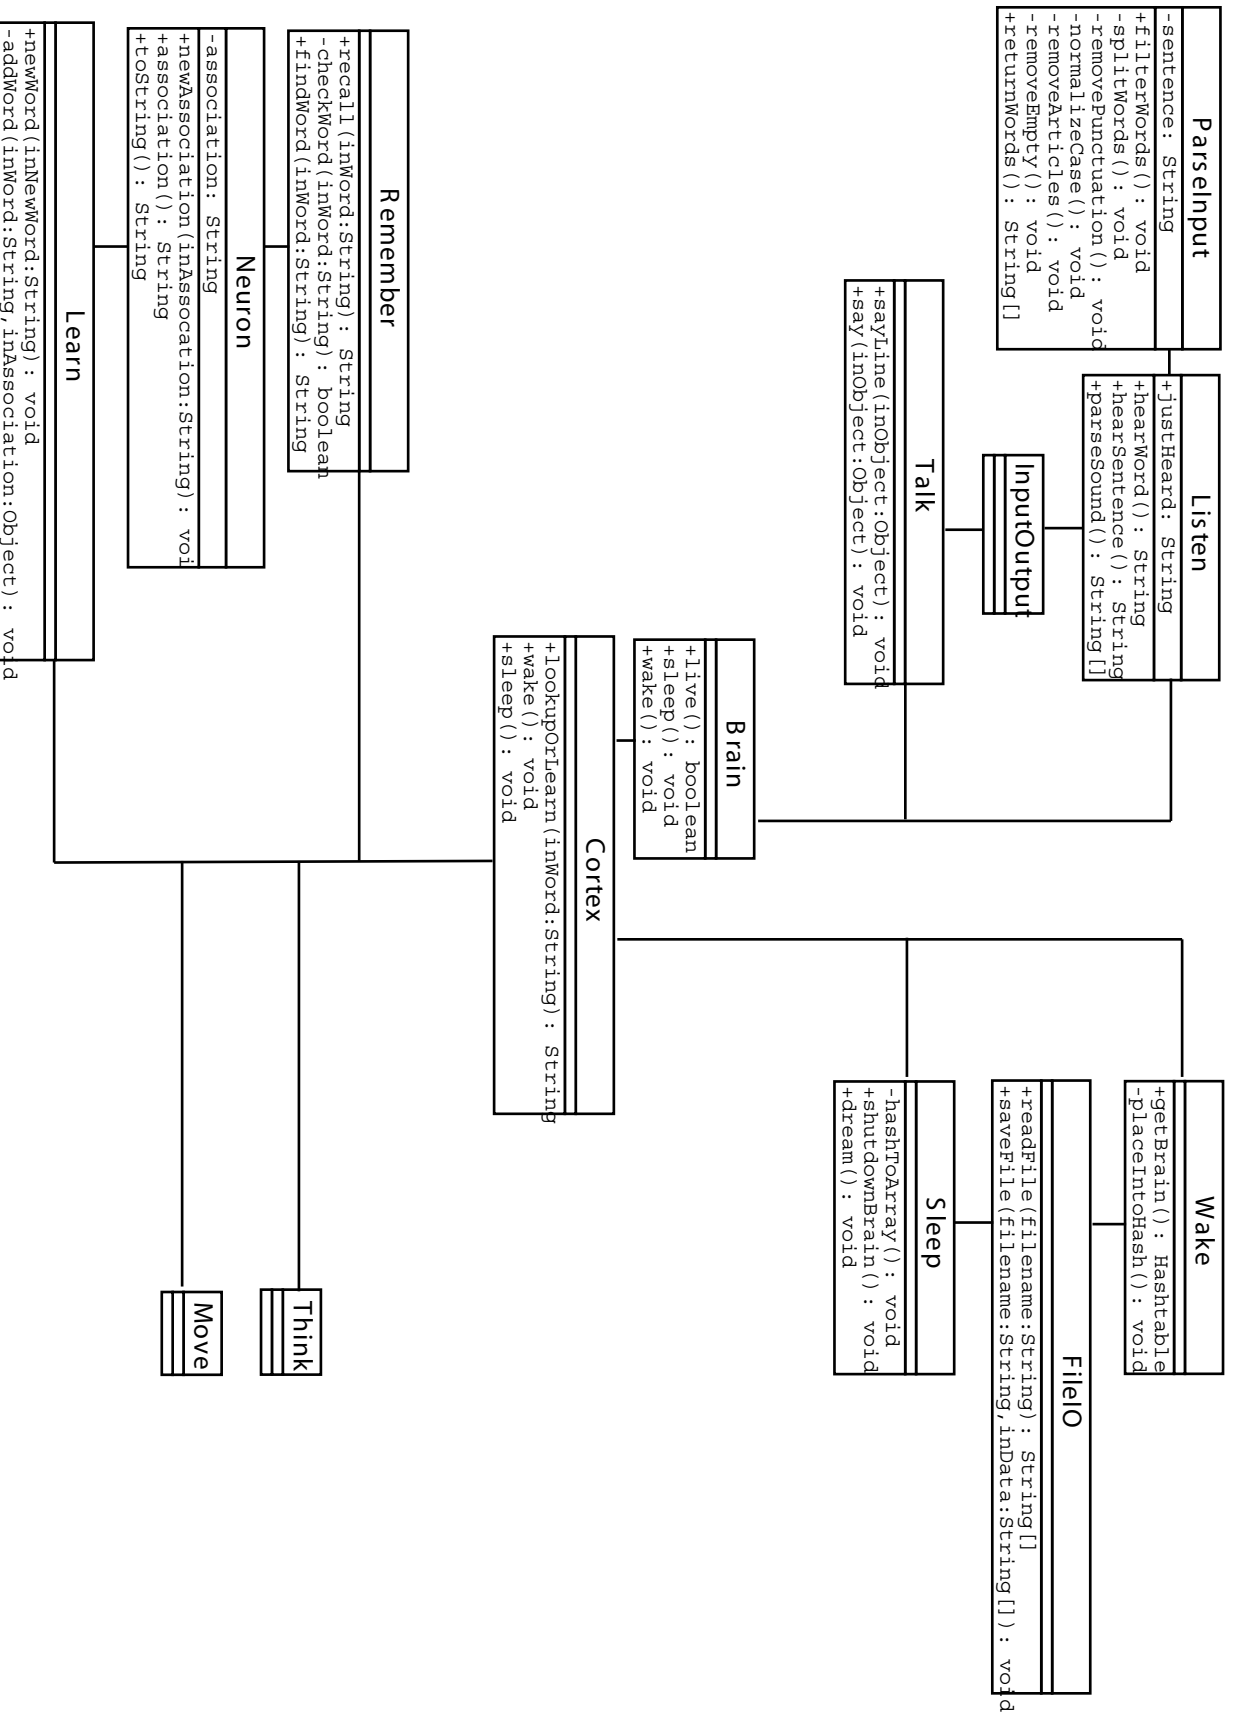 ParseInput
-sentence: String
+filterWords(): void
-splitWords(): void
-removePunctuation(): void
-normalizeCase(): void
-removeArticles(): void
-removeEmpty(): void
+returnWords(): String[]
Listen
+justHeard: String
+hearWord(): String
+hearSentence(): String
+parseSound(): String[]
InputOutput
Talk
+sayLine(inObject:Object): void
+say(inObject:Object): void
Wake
+getBrain(): Hashtable
-placeIntoHash(): void
FileIO
+readFile(filename:String): String[]
+saveFile(filename:String,inData:String[]): void
Sleep
-hashToArray(): void
+shutdownBrain(): void
+dream(): void
Brain
+live(): boolean
+sleep(): void
+wake(): void
Cortex
+lookupOrLearn(inWord:String): String
+wake(): void
+sleep(): void
Remember
+recall(inWord:String): String
-checkWord(inWord:String): boolean
+findWord(inWord:String): String
Neuron
-association: String
+newAssociation(inAssocation:String): voi
+association(): String
+toString(): String
Think
Move
Learn
+newWord(inNewWord:String): void
-addWord(inWord:String,inAssociation:Object): void